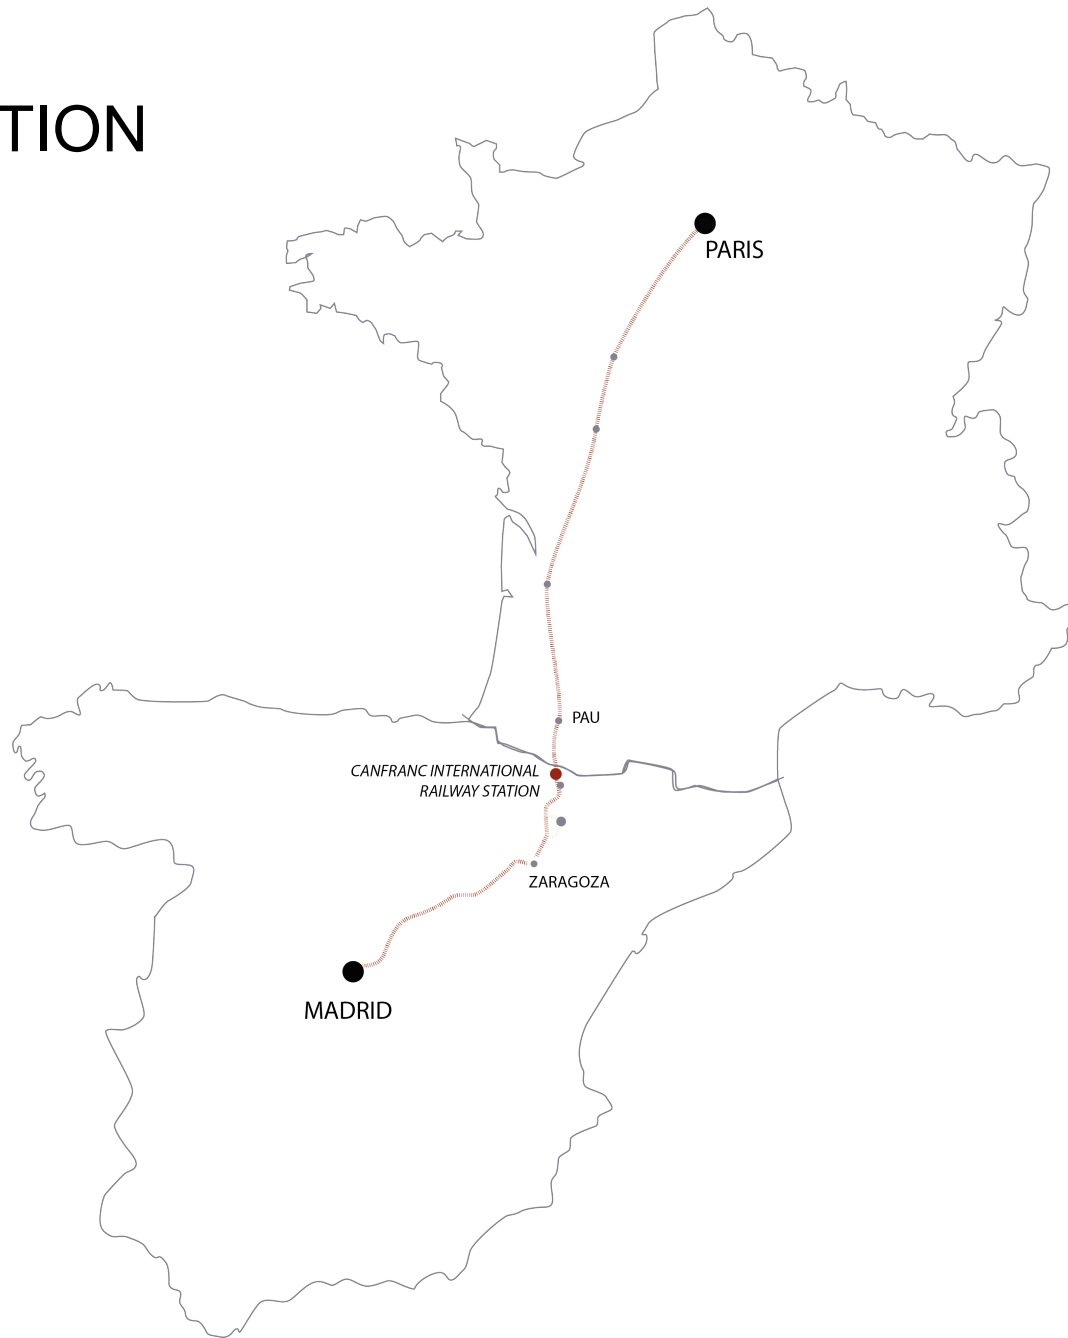 TION
PARIS
PAU
CANFRANC INTERNATIONAL
RAILWAY STATION
ZARAGOZA
MADRID